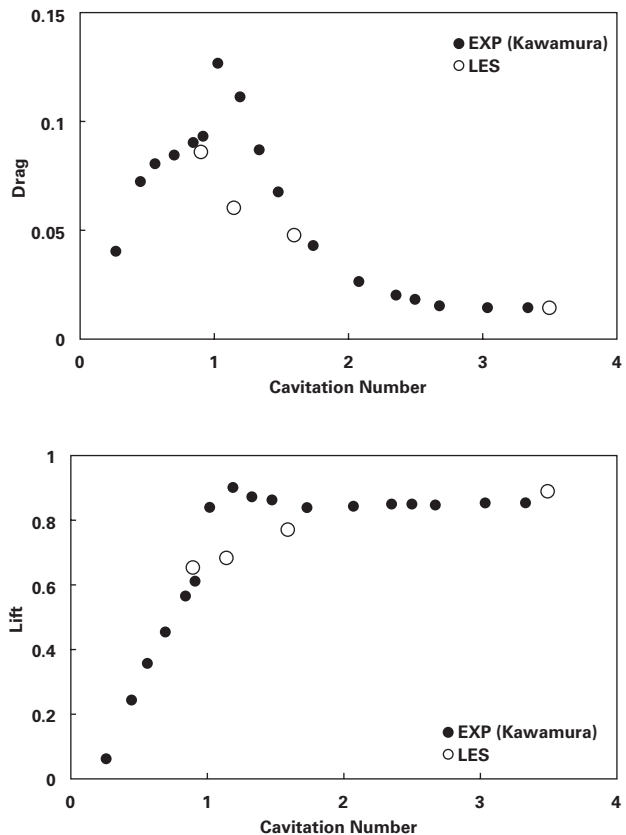 0.15
EXP (Kawamura)
LES
0.1
Drag
0.05
0
0 1 2 3 4
Cavitation Number
1
0.8
0.6
Lift
0.4
0.2
EXP (Kawamura)
LES
0
0 1 2 3 4
Cavitation Number